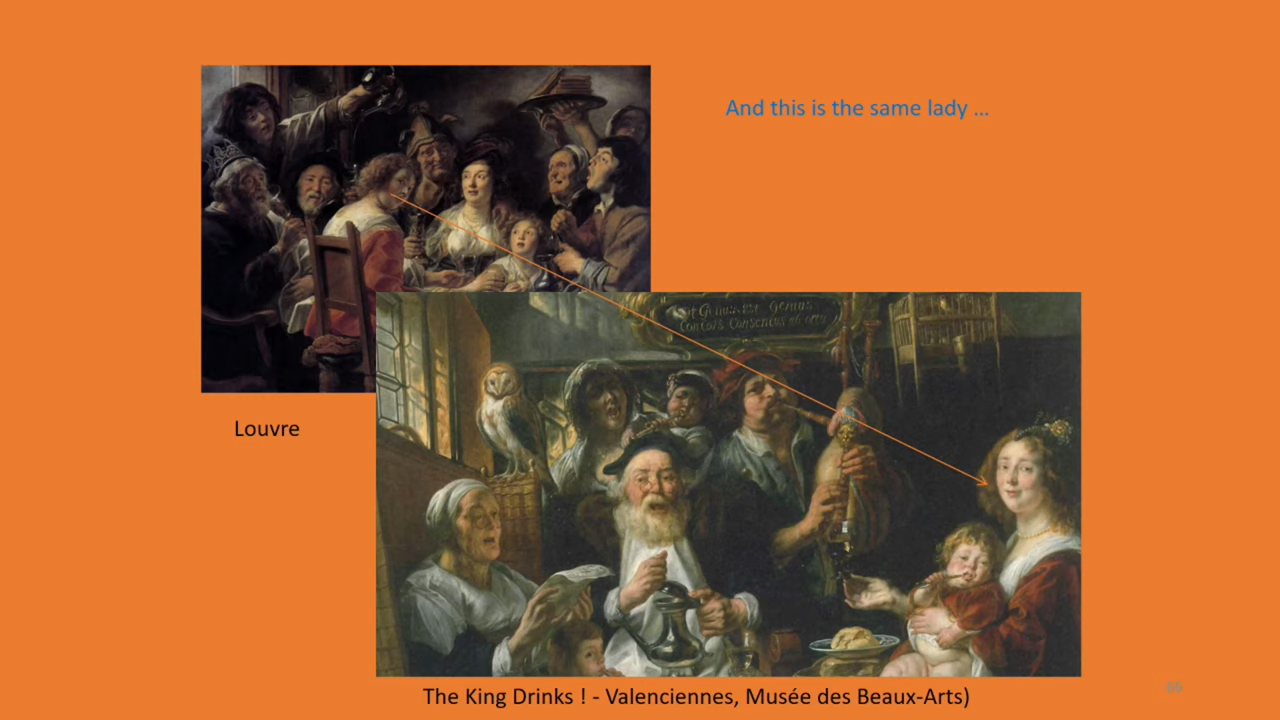 And this is the same lady ...
Louvre
The King Drinks ! - Valenciennes, Musée des Beaux-Arts)